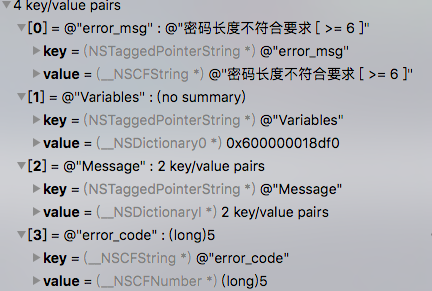 4 key/value pairs
[0] = @"error_msg" : @"密码长度不符合要求 [ >= 6 ]"
key = (NSTaggedPointerString *) @"error_msg"
value = (__NSCFString *) @"密码长度不符合要求 [ >= 6 ]"
[1] = @"Variables" : (no summary)
key = (NSTaggedPointerString *) @"Variables"
value = (__NSDictionary0 *) 0x600000018df0
[2] = @"Message" : 2 key/value pairs
key = (NSTaggedPointerString *) @"Message"
value = (__NSDictionaryI *) 2 key/value pairs
[3] = @"error_code" : (long)5
key = (__NSCFString *) @"error_code"
value = (__NSCFNumber *) (long)5